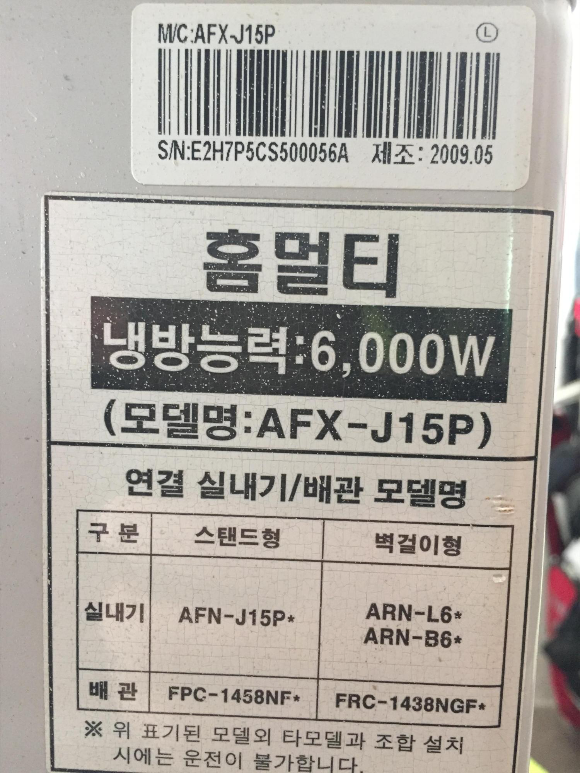 M/C:AFX-J15P Ⓛ
S/N:E2H7P5CS500056A 제조: 2009.05
홈멀티
냉방능력:6,000W
(모델명:AFX-J15P)
연결 실내기/배관 모델명
구 분 스탠드형 벽걸이형
실내기 AFN-J15P* ARN-L6*
ARN-B6*
배 관 FPC-1458NF* FRC-1438NGF*
※ 위 표기된 모델외 타모델과 조합 설치
시에는 운전이 불가합니다.